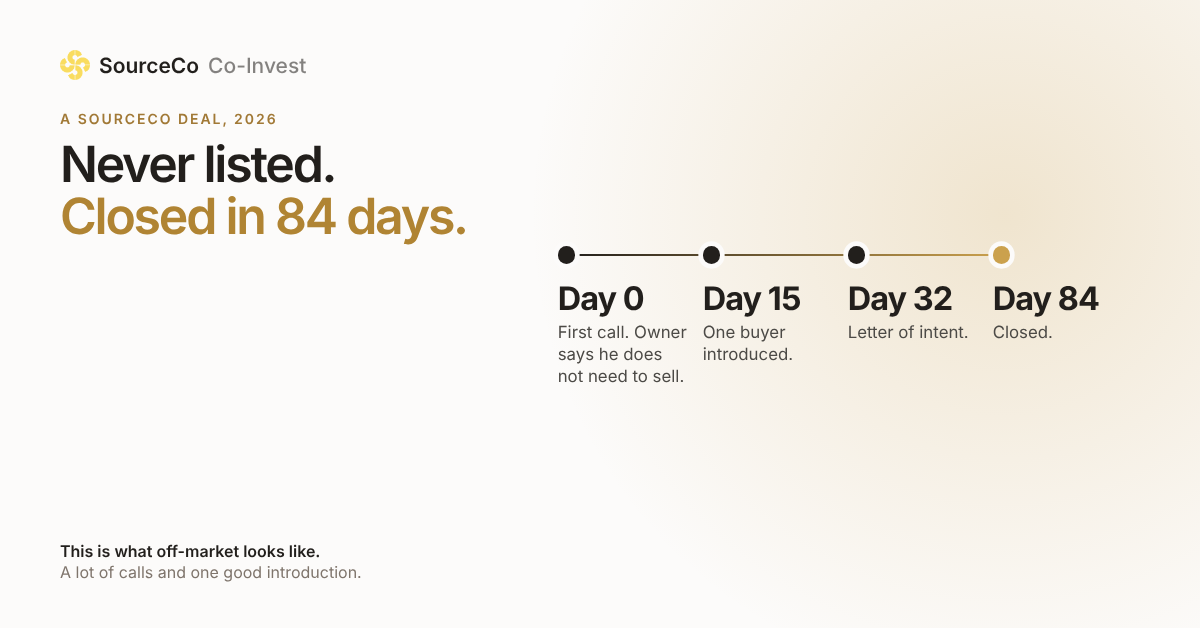 SourceCo Co-Invest
A SOURCECO DEAL, 2026
Never listed.
Closed in 84 days.
Day 0
First call. Owner
says he does
not need to sell.
Day 15
One buyer
introduced.
Day 32
Letter of intent.
Day 84
Closed.
This is what off-market looks like.
A lot of calls and one good introduction.